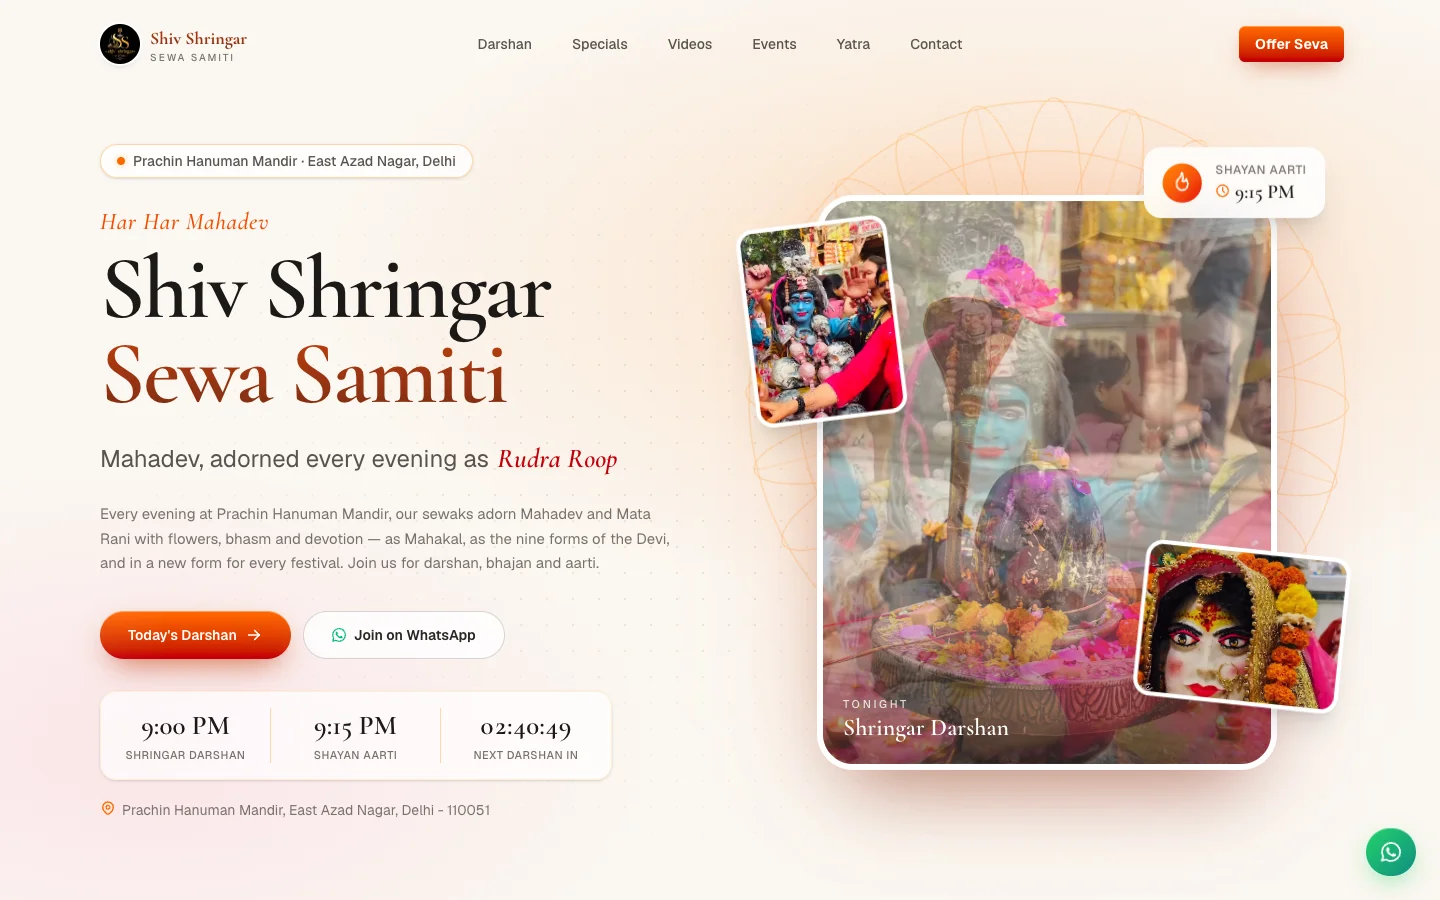 Shiv Shringar
SEWA SAMITI
Darshan
Specials
Videos
Events
Yatra
Contact
Offer Seva
Prachin Hanuman Mandir · East Azad Nagar, Delhi
Har Har Mahadev
Shiv Shringar
Sewa Samiti
Mahadev, adorned every evening as Rudra Roop
Every evening at Prachin Hanuman Mandir, our sewaks adorn Mahadev and Mata
Rani with flowers, bhasm and devotion — as Mahakal, as the nine forms of the Devi,
and in a new form for every festival. Join us for darshan, bhajan and aarti.
Today's Darshan
Join on WhatsApp
9:00 PM
SHRINGAR DARSHAN
9:15 PM
SHAYAN AARTI
02:40:49
NEXT DARSHAN IN
Prachin Hanuman Mandir, East Azad Nagar, Delhi - 110051
SHAYAN AARTI
9:15 PM
TONIGHT
Shringar Darshan